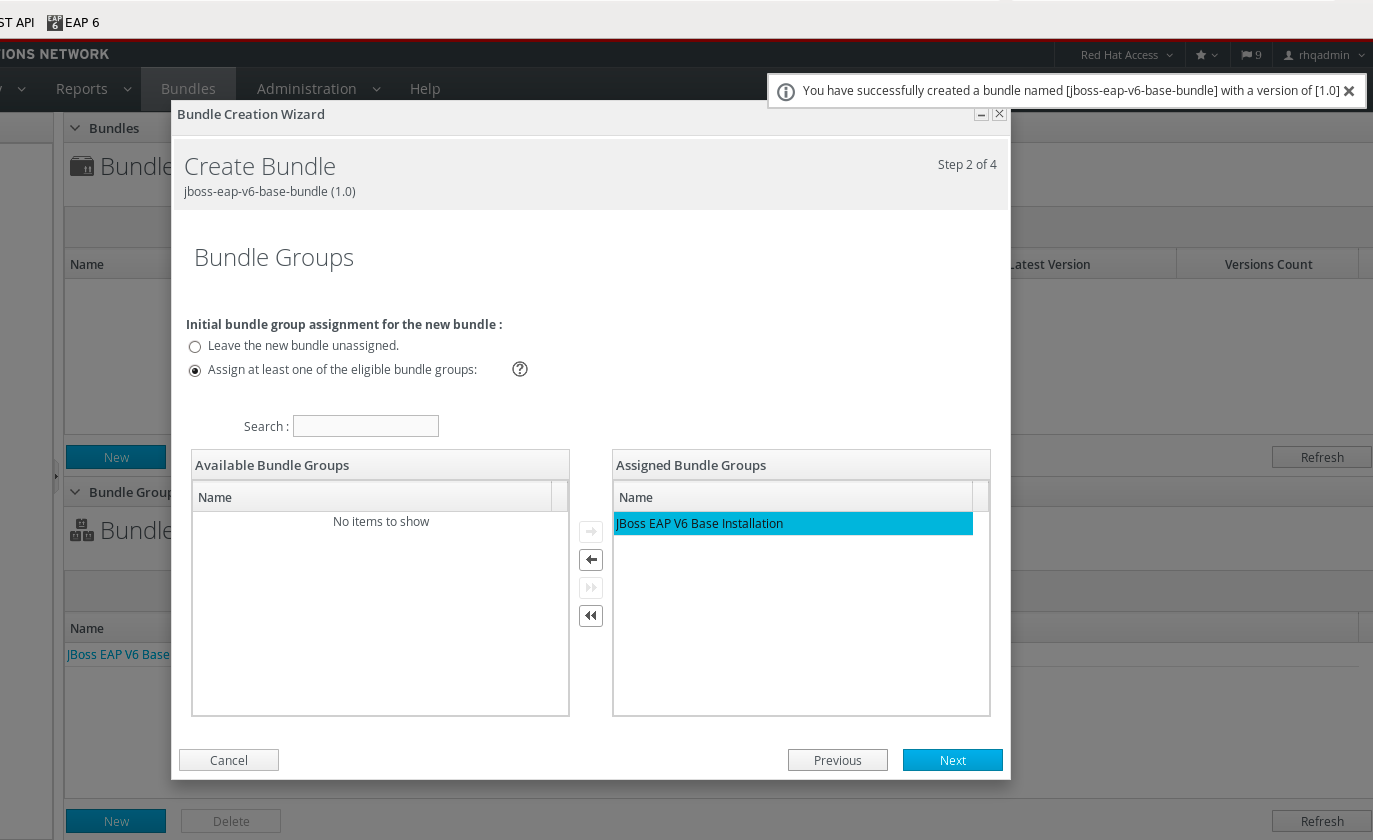 ST API EAP 6 EAP 6
IONS NETWORK
Red Hat Access 9 rhqadmin
Reports Bundles Administration Help
You have successfully created a bundle named [jboss-eap-v6-base-bundle] with a version of [1.0]
Bundle Creation Wizard
Bundles
Bundle
Create Bundle
Step 2 of 4
jboss-eap-v6-base-bundle (1.0)
Bundle Groups
Name
Latest Version
Versions Count
Initial bundle group assignment for the new bundle :
Leave the new bundle unassigned.
Assign at least one of the eligible bundle groups:
Search :
New
Refresh
Available Bundle Groups
Assigned Bundle Groups
Bundle Group
Name
Name
No items to show
JBoss EAP V6 Base Installation
Bundle
Name
JBoss EAP V6 Base
Cancel
Previous
Next
New
Delete
Refresh